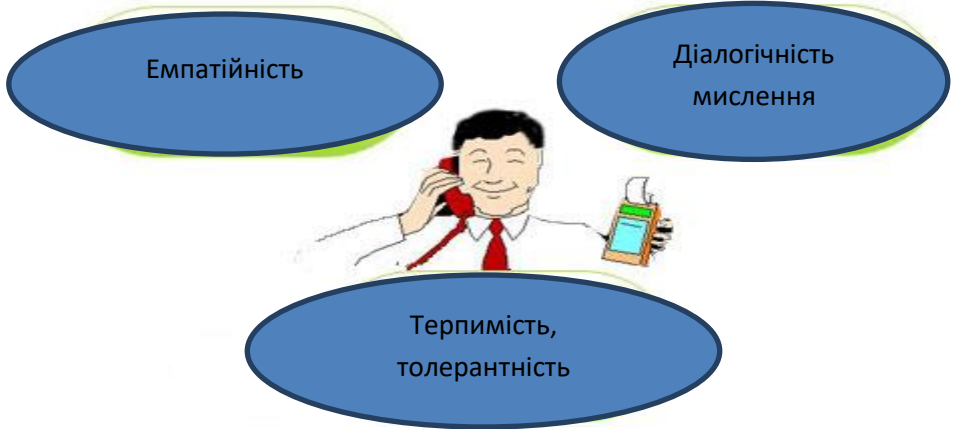 Емпатійність
Діалогічність
мислення
Терпимість,
толерантність